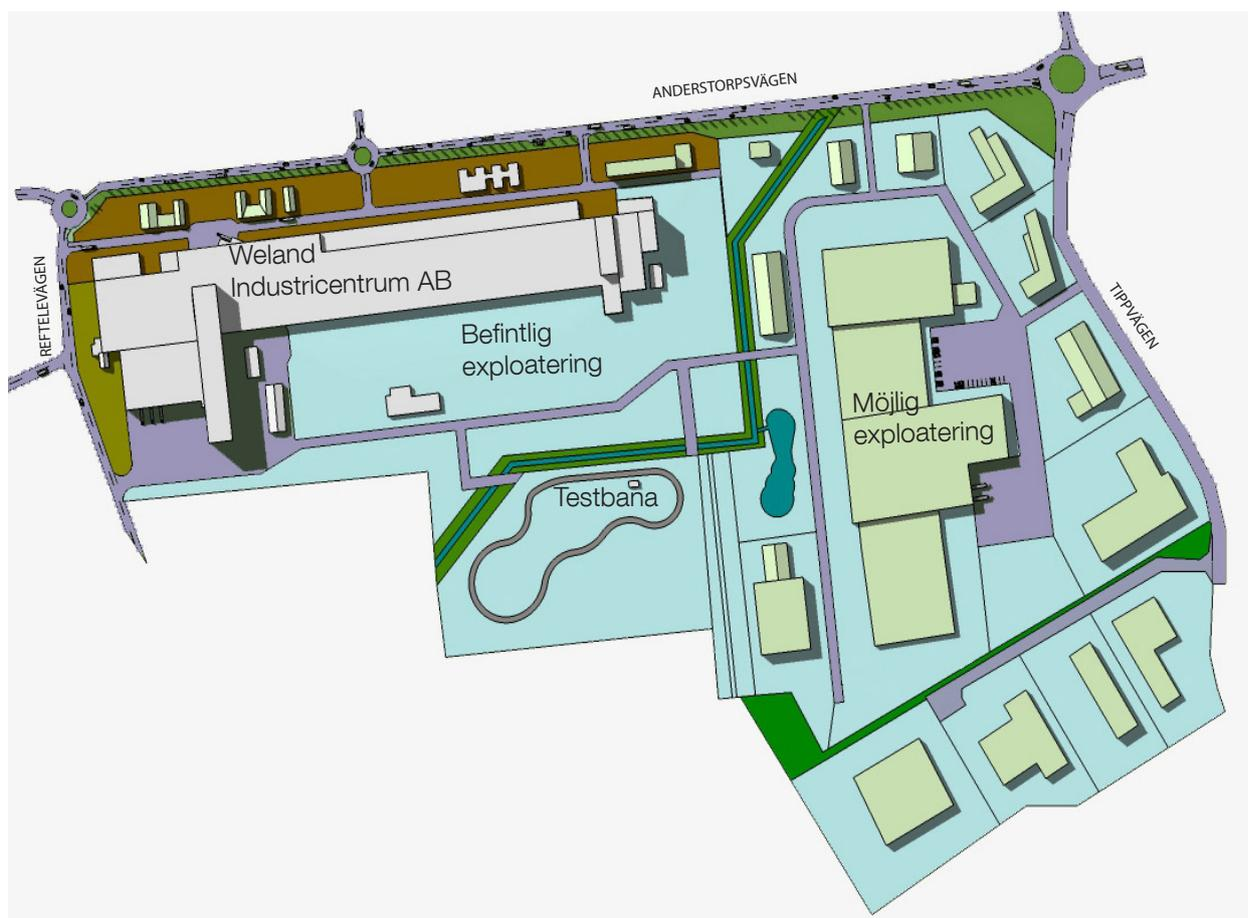 ANDERSTORPSVÄGEN
REFTELEVÄGEN
Weland
Industricentrum AB
TIPPVÄGEN
Befintlig
exploatering
Möjlig
exploatering
Testbana